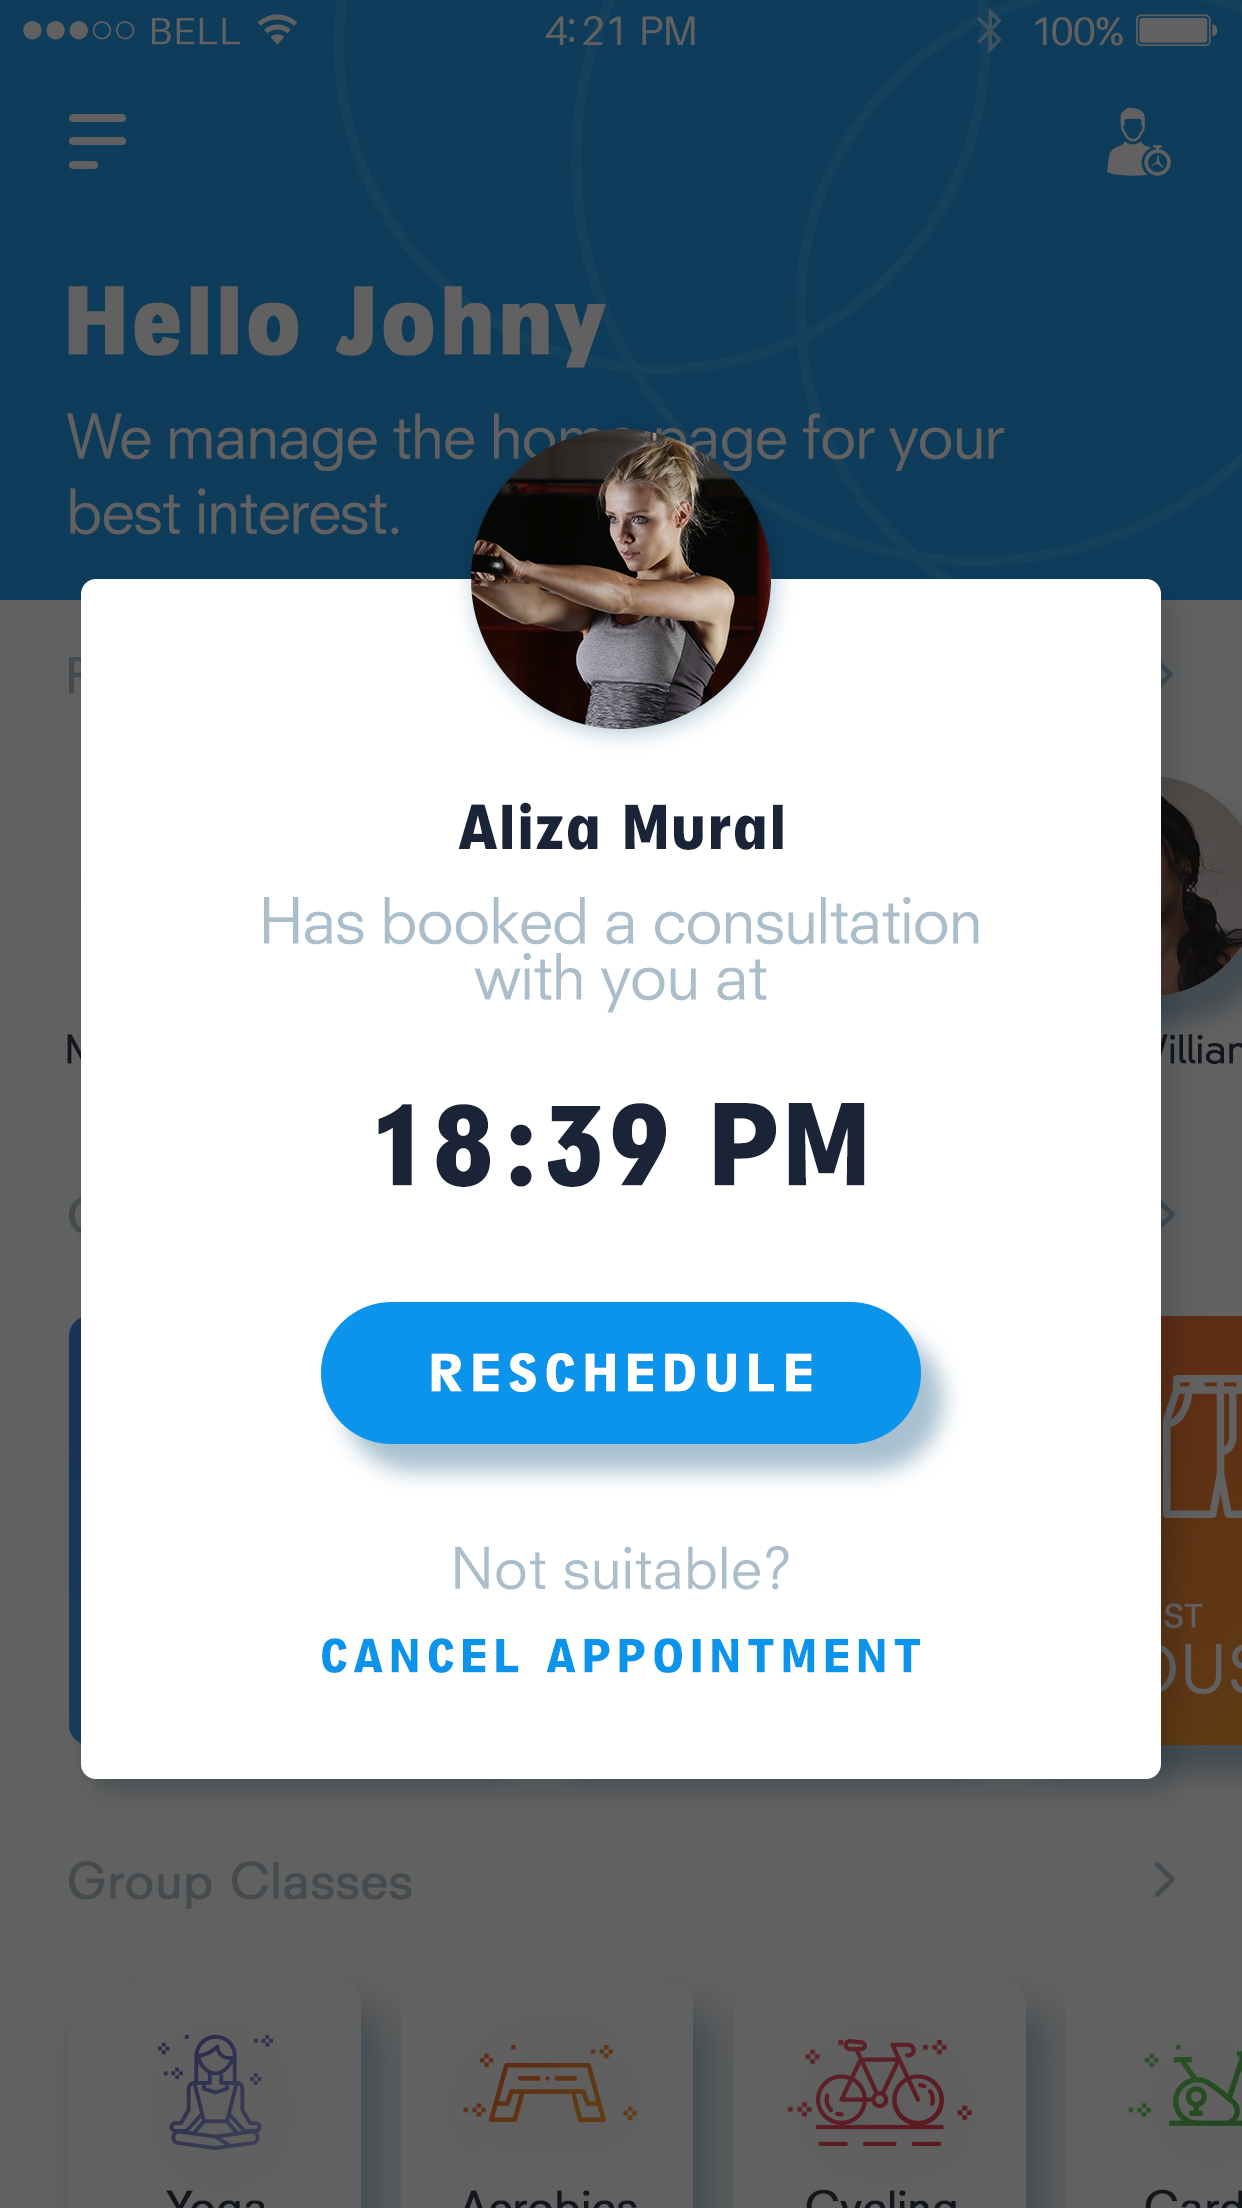 BELL 4:21 PM 100%
Hello Johny
We manage the home page for your
best interest.
Aliza Mural
Has booked a consultation
with you at
18:39 PM
RESCHEDULE
Not suitable?
CANCEL APPOINTMENT
Group Classes
Yoga Aerobics Cycling